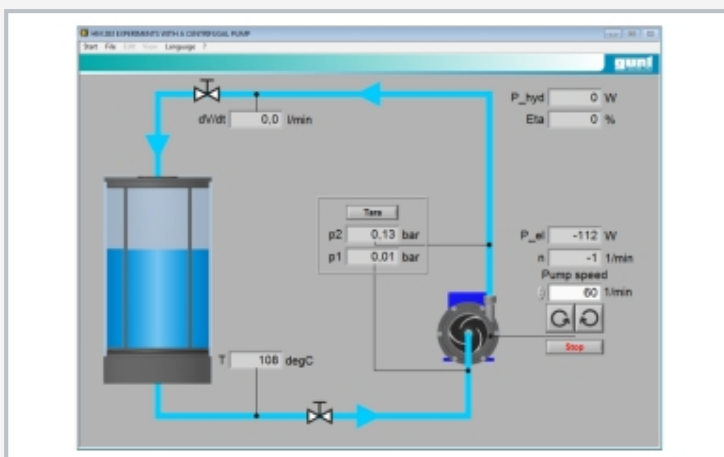 HM 283 EXPERIMENTS WITH A CENTRIFUGAL PUMP
Start File Edit View Language ?
gunt
P_hyd 0 W
dV/dt 0,0 l/min
Eta 0 %
Tara
p2 0,13 bar
p1 0,01 bar
P_el -112 W
n -1 1/min
Pump speed
60 1/min
Stop
T 108 degC